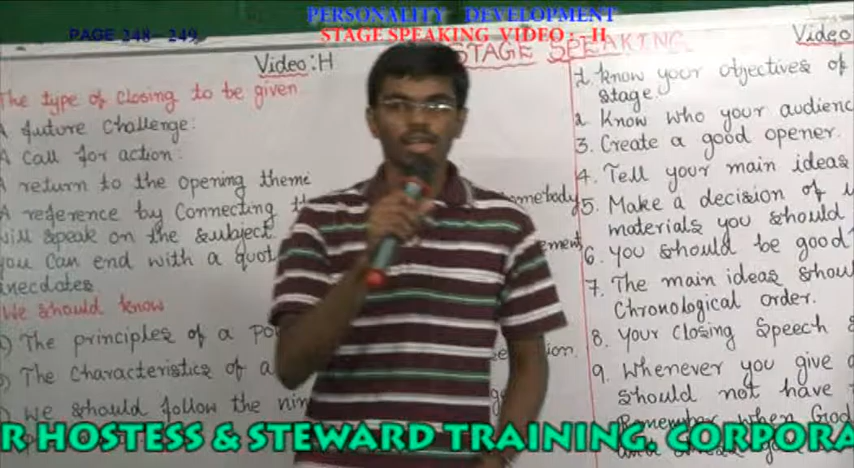 PERSONALITY DEVELOPMENT
PAGE 248 - 249
STAGE SPEAKING VIDEO : - H
Video: H
STAGE SPEAKING
Video
The type of closing to be given
A future Challenge:
A call for action:
A return to the opening theme
A reference by Connecting
will speak on the subject
you can end with a
anecdotes.
We should know
The principles of a
The characteristics of a
we should follow the
1. know your objectives of
Stage.
2. Know who your
3. Create a good opener.
4. Tell your main ideas
5. Make a decision of
materials you should
6. you should be good
7. The main ideas
Chronological order.
8. your closing speech
9. Whenever you give
should not have
Remember when God
HOSTESS & STEWARD TRAINING,